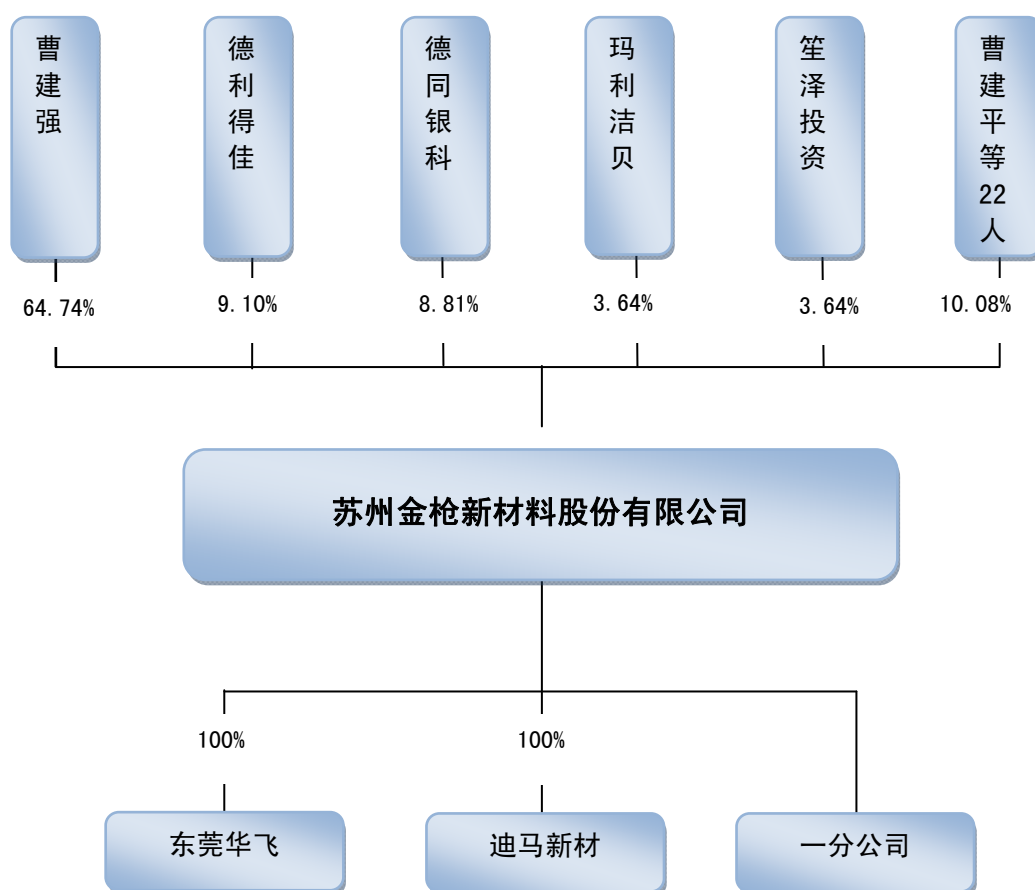 曹建强
德利得佳
德同银科
玛利洁贝
笙泽投资
曹建平等22人
64.74%
9.10%
8.81%
3.64%
3.64%
10.08%
苏州金枪新材料股份有限公司
100%
100%
东莞华飞
迪马新材
一分公司